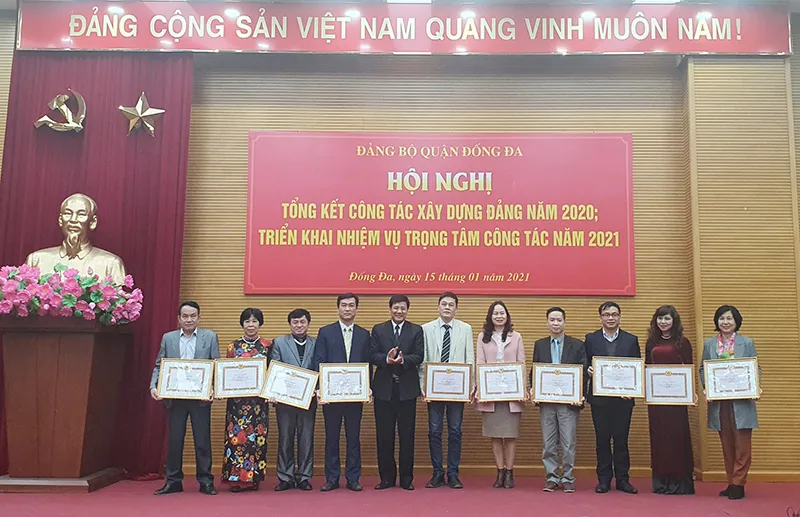 ĐẢNG CỘNG SẢN VIỆT NAM QUANG VINH MUÔN NĂM!
ĐẢNG BỘ QUẬN ĐỐNG ĐA
HỘI NGHỊ
TỔNG KẾT CÔNG TÁC XÂY DỰNG ĐẢNG NĂM 2020;
TRIỂN KHAI NHIỆM VỤ TRỌNG TÂM CÔNG TÁC NĂM 2021
Đống Đa, ngày 15 tháng 01 năm 2021